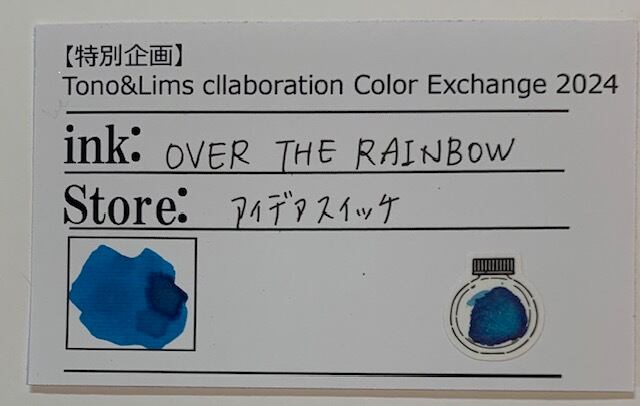 【特別企画】
Tono&Lims cllaboration Color Exchange 2024
ink: OVER THE RAINBOW
Store: アイデアスイッケ